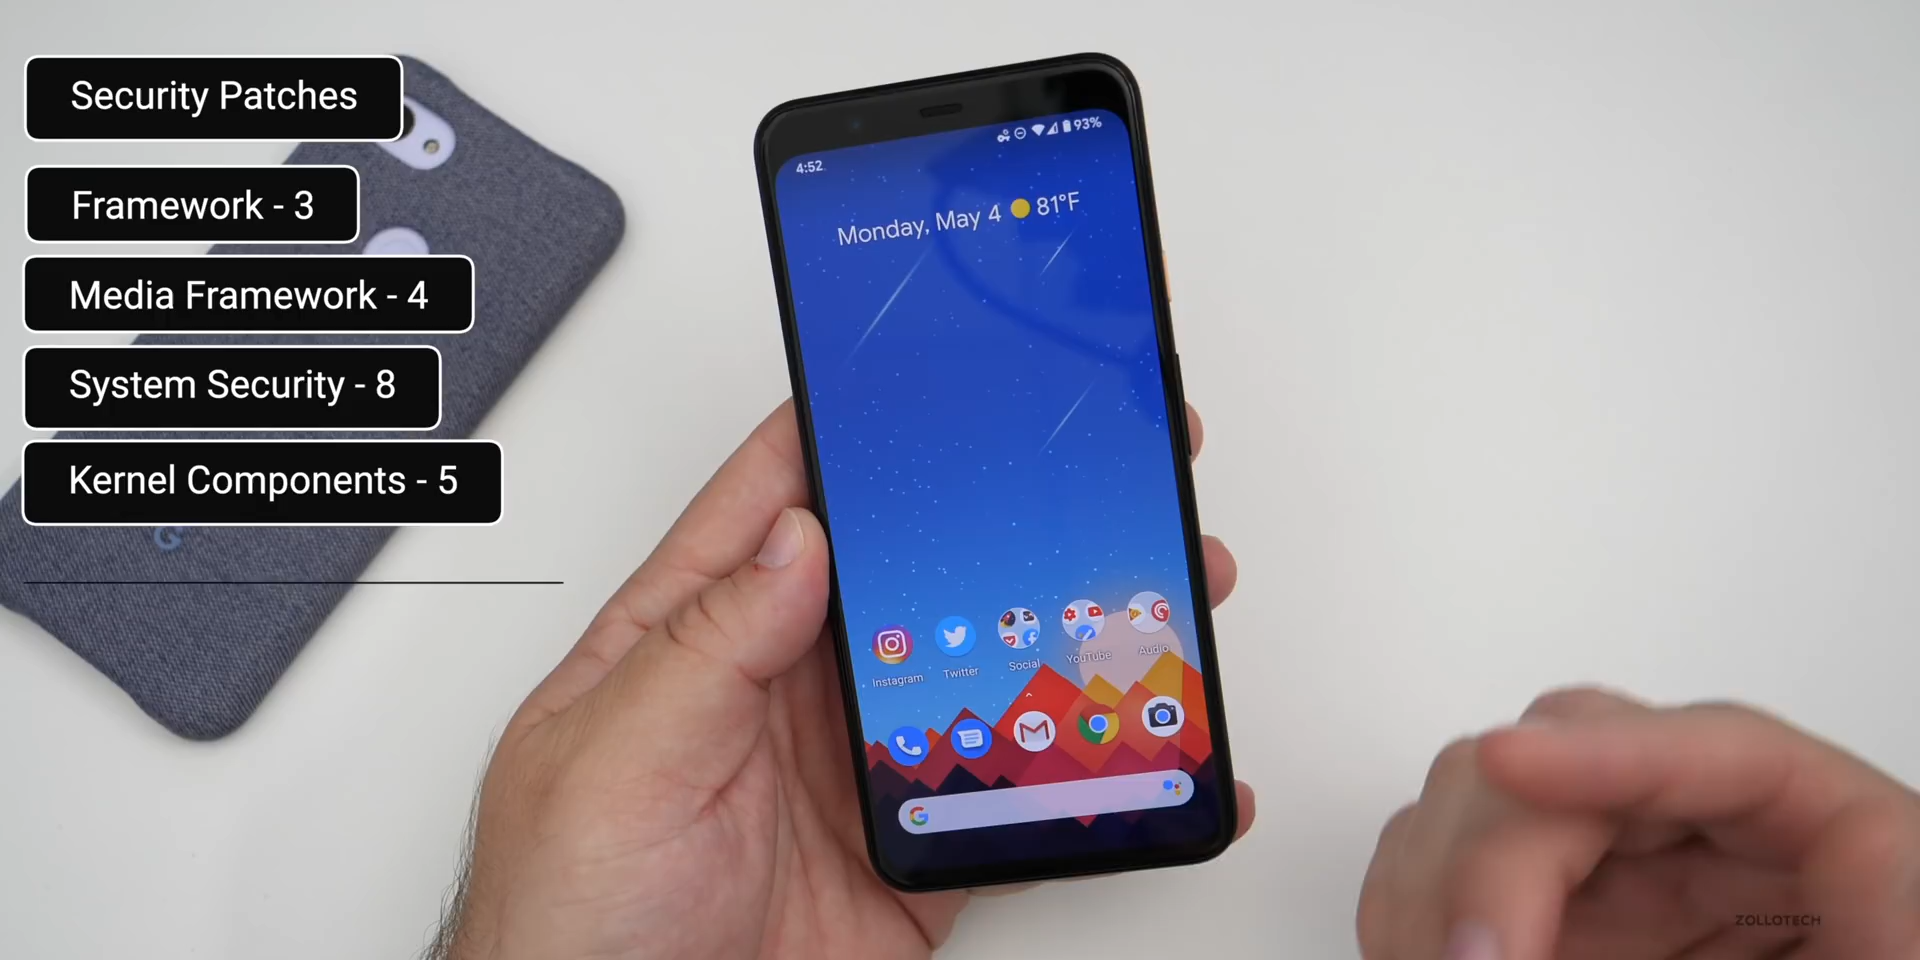 Security Patches
Framework - 3
Media Framework - 4
System Security - 8
Kernel Components - 5
4:52
93%
Monday, May 4 81°F
Instagram
Twitter
Social
YouTube
Audio
G
G
ZOLLOTECH